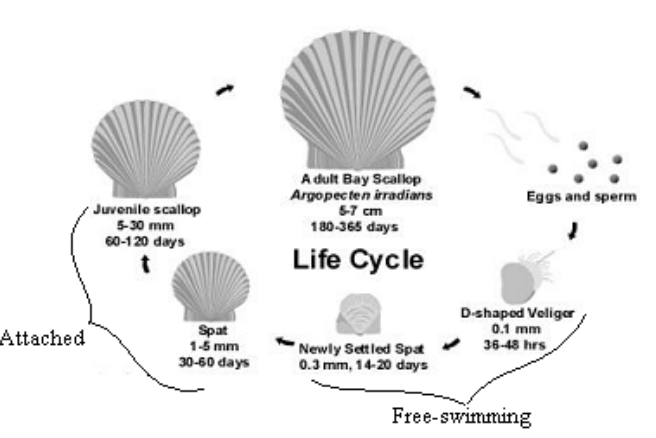 Adult Bay Scallop
Argopecten irradians
5-7 cm
180-365 days
Eggs and sperm
D-shaped Veliger
0.1 mm
36-48 hrs
Newly Settled Spat
0.3 mm, 14-20 days
Spat
1-5 mm
30-60 days
Juvenile scallop
5-30 mm
60-120 days
Life Cycle
Attached
Free-swimming